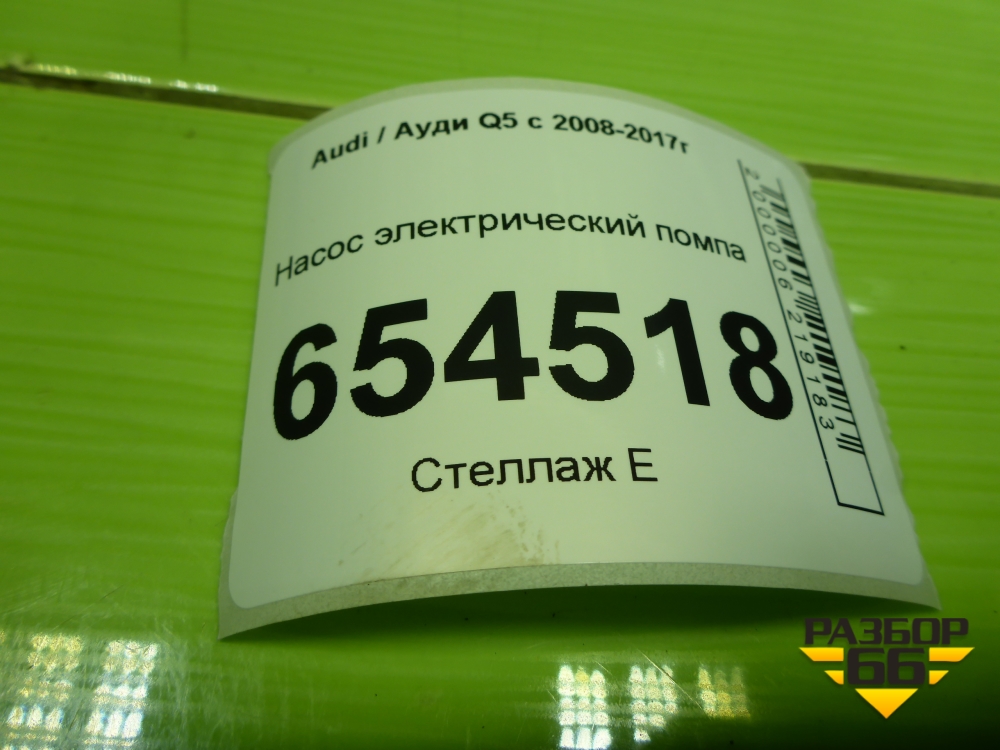 Audi / Ауди Q5 с 2008-2017г
Насос электрический помпа
654518
Стеллаж Е
2000006219183
РАЗБОР
66